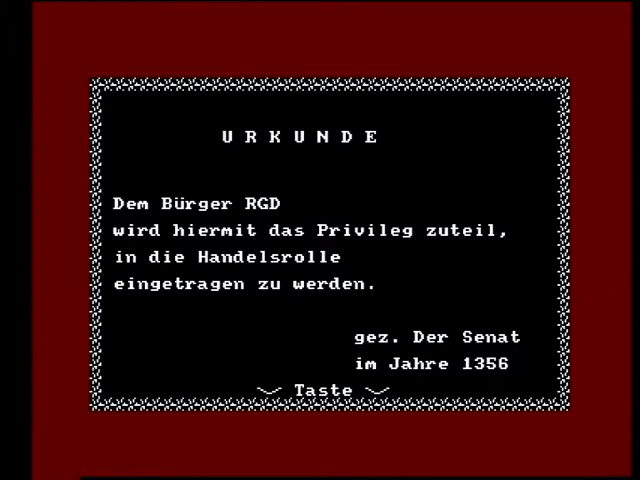 URKUNDE
Dem Bürger RGD
wird hiermit das Privileg zuteil,
in die Handelsrolle
eingetragen zu werden.
gez. Der Senat
im Jahre 1356
Taste